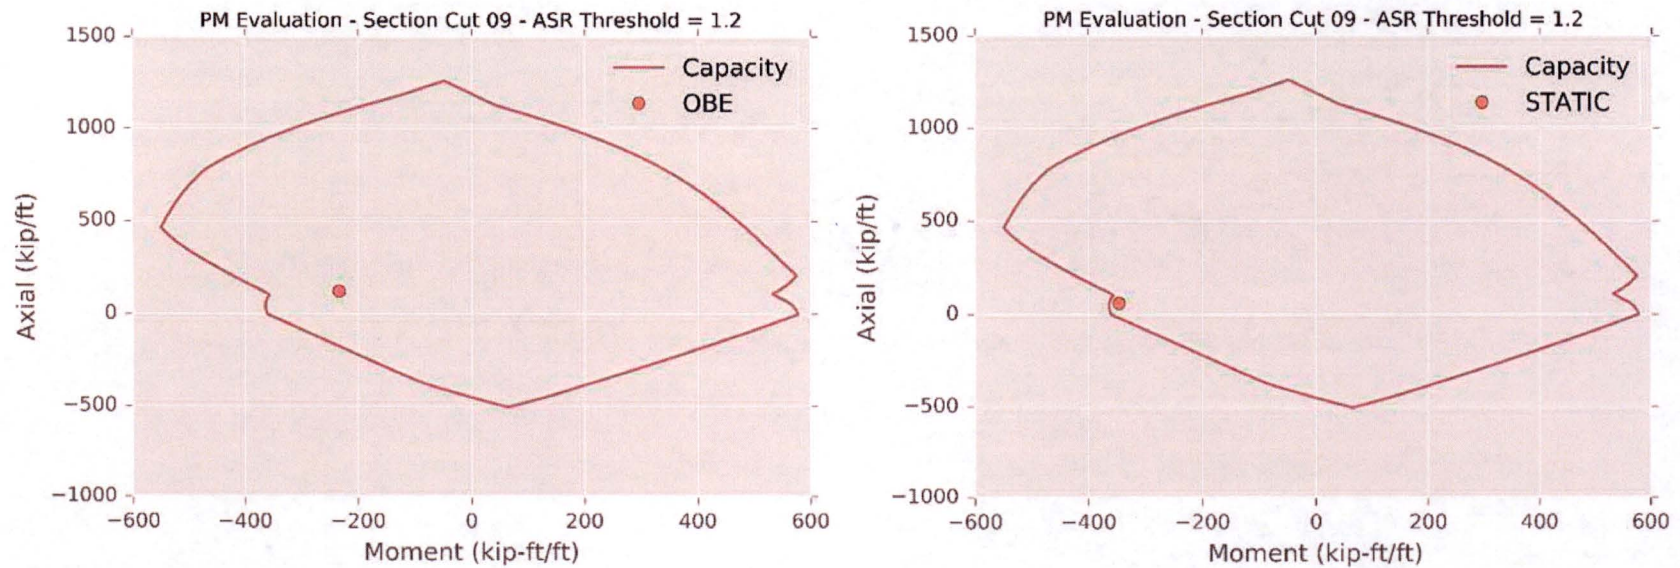 PM Evaluation - Section Cut 09 - ASR Threshold = 1.2
1500
1000
500
0
−500
−1000
Axial (kip/ft)
Capacity
OBE
−600 −400 −200 0 200 400 600
Moment (kip-ft/ft)
PM Evaluation - Section Cut 09 - ASR Threshold = 1.2
1500
1000
500
0
−500
−1000
Axial (kip/ft)
Capacity
STATIC
−600 −400 −200 0 200 400 600
Moment (kip-ft/ft)